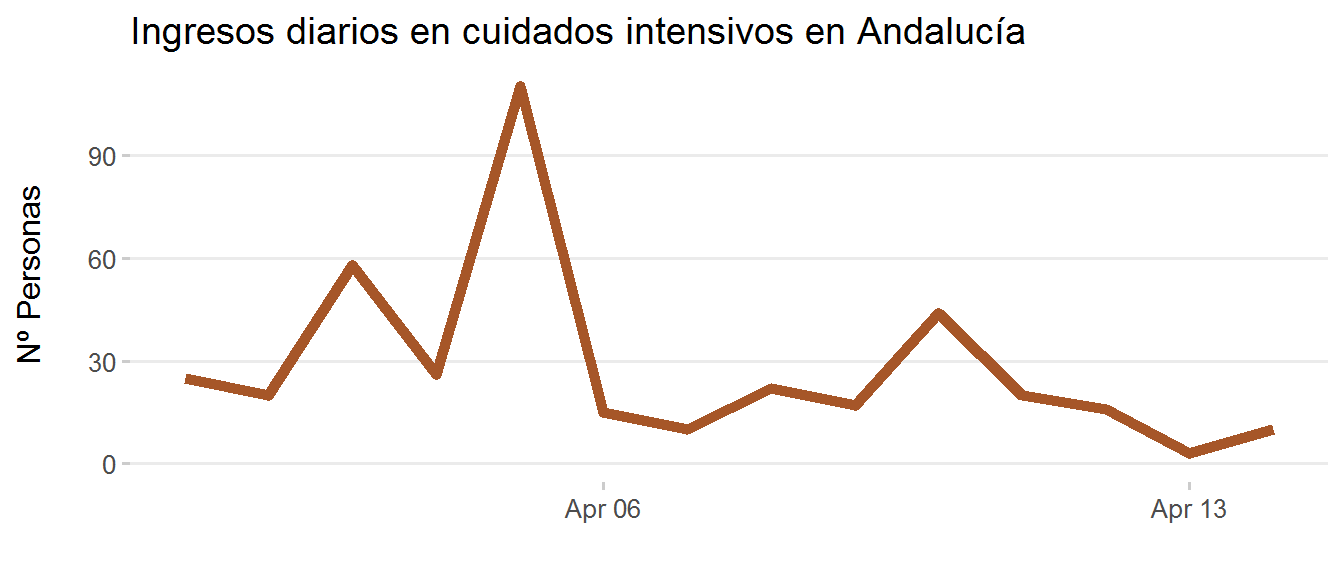 Ingresos diarios en cuidados intensivos en Andalucía
Nº Personas
90
60
30
0
Apr 06
Apr 13